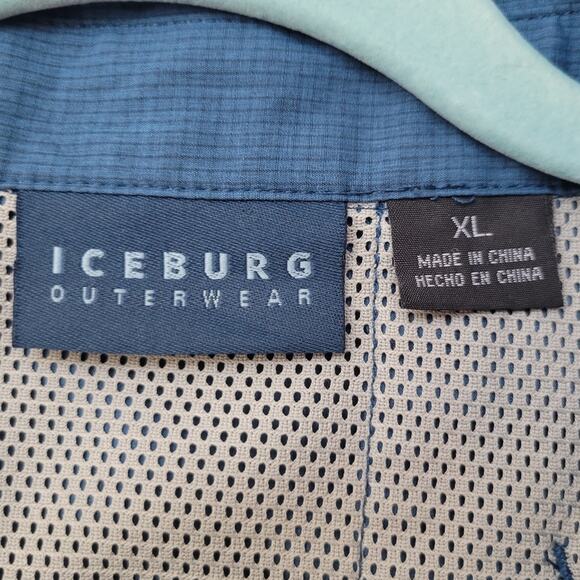 ICEBURG
OUTERWEAR
XL
MADE IN CHINA
HECHO EN CHINA